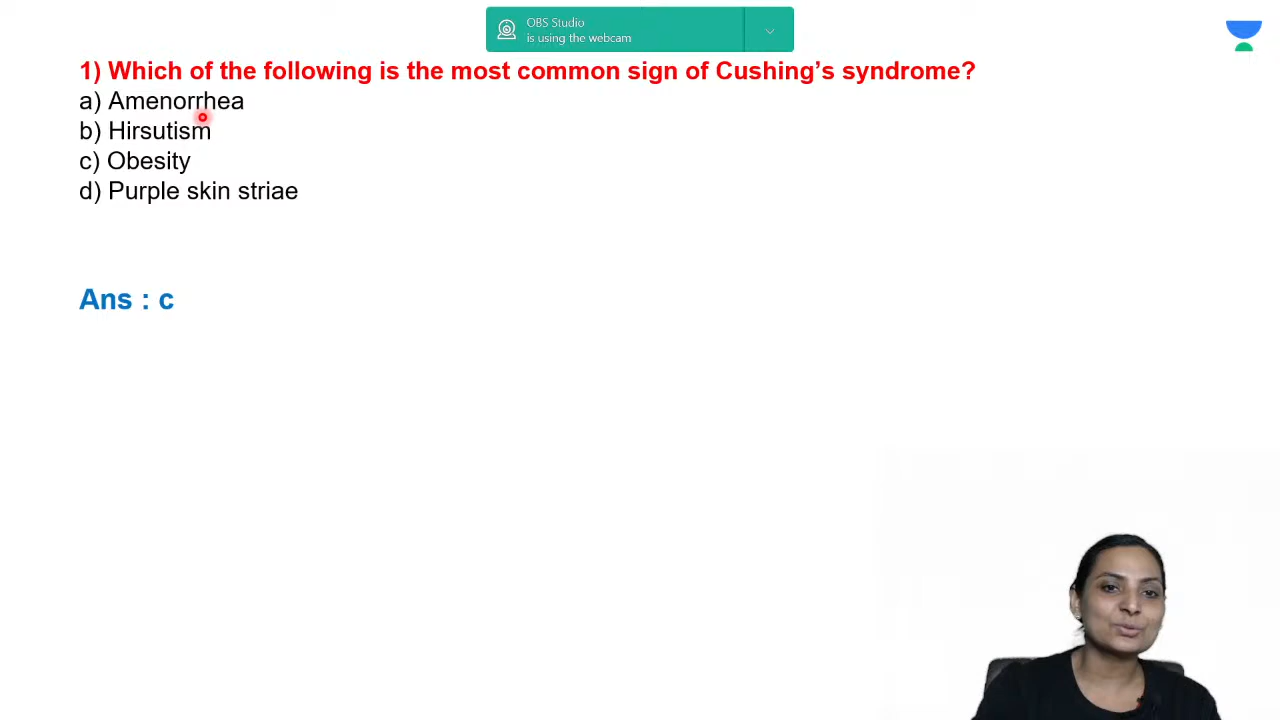 OBS Studio
is using the webcam
1) Which of the following is the most common sign of Cushing’s syndrome?
a) Amenorrhea
b) Hirsutism
c) Obesity
d) Purple skin striae
Ans : c